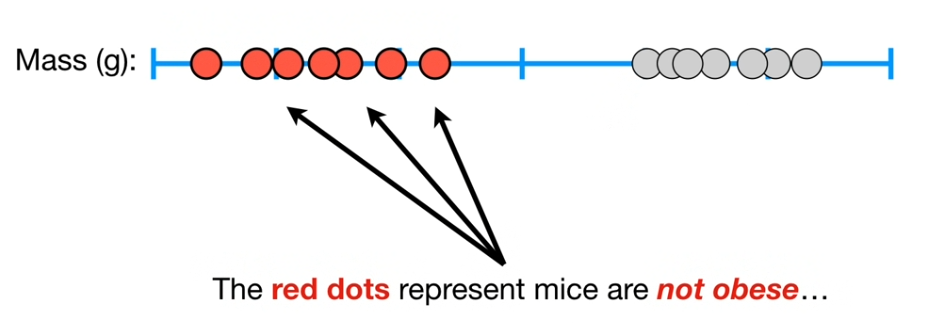 Mass (g):
The red dots represent mice are not obese…